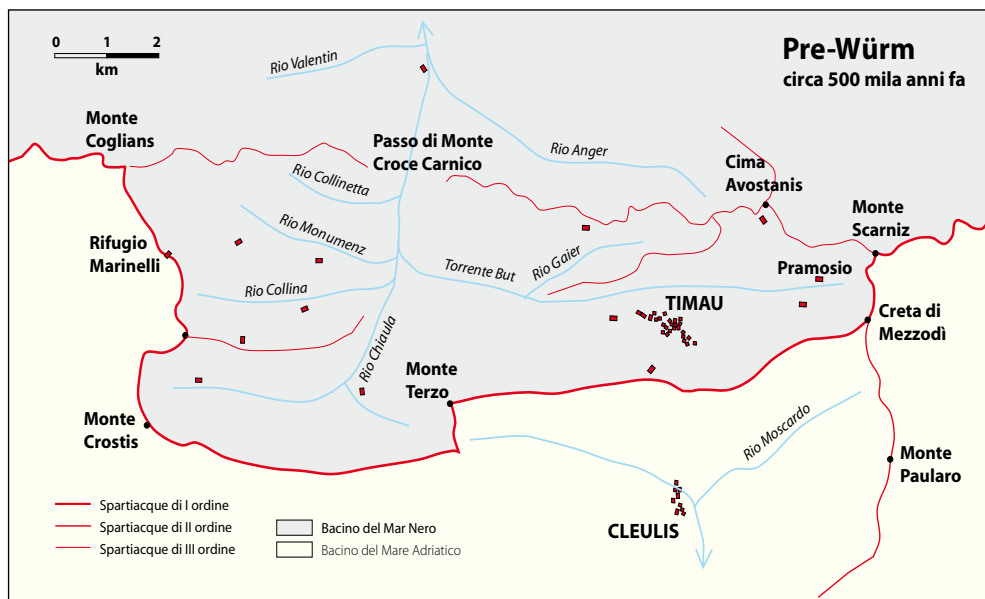 0 1 2
km
Pre-Würm
circa 500 mila anni fa
Rio Valentin
Monte
Coglians
Passo di Monte
Croce Carnico
Rio Anger
Cima
Avostanis
Rio Collinetta
Monte
Scarniz
Rio Monumenz
Rifugio
Marinelli
Torrente But
Rio Gaier
Pramosio
Rio Collina
TIMAU
Creta di
Mezzodì
Rio Chiaula
Monte
Terzo
Monte
Crostis
Rio Moscardo
Monte
Paularo
CLEULIS
Spartiacque di I ordine
Spartiacque di II ordine
Spartiacque di III ordine
Bacino del Mar Nero
Bacino del Mare Adriatico